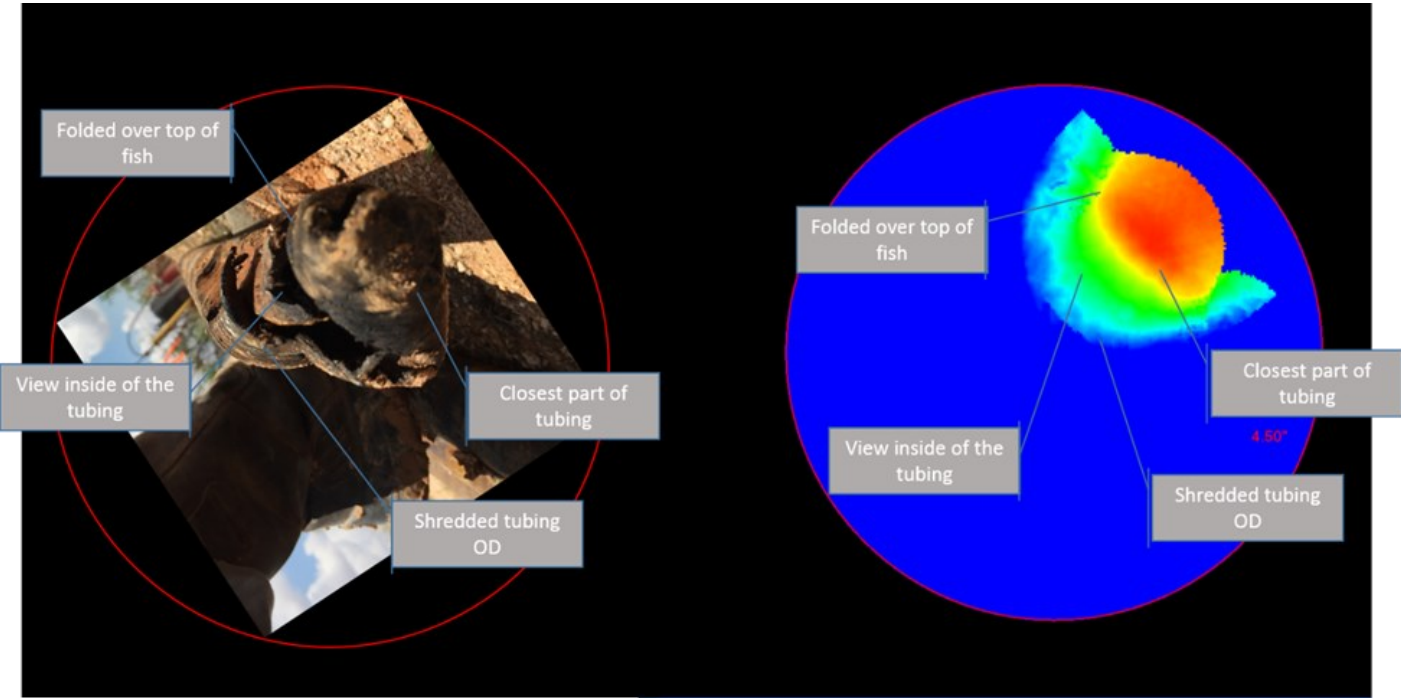 Folded over top of
fish
View inside of the
tubing
Closest part of
tubing
Shredded tubing
OD
Folded over top of
fish
Closest part of
tubing
4.50"
View inside of the
tubing
Shredded tubing
OD